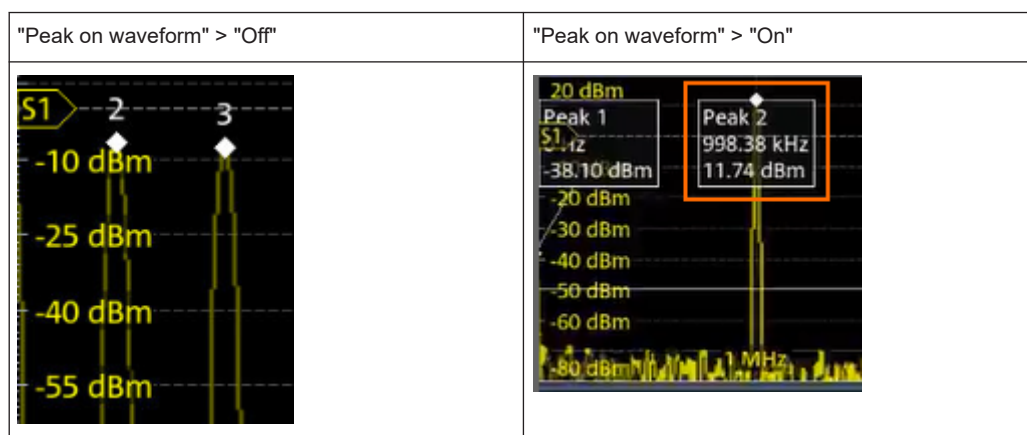 "Peak on waveform" > "Off"
"Peak on waveform" > "On"
S1
2
3
-10 dBm
-25 dBm
-40 dBm
-55 dBm
20 dBm
Peak 1
S1
Hz
-38.10 dBm
Peak 2
998.38 kHz
11.74 dBm
-20 dBm
-30 dBm
-40 dBm
-50 dBm
-60 dBm
1 MHz
-80 dBm